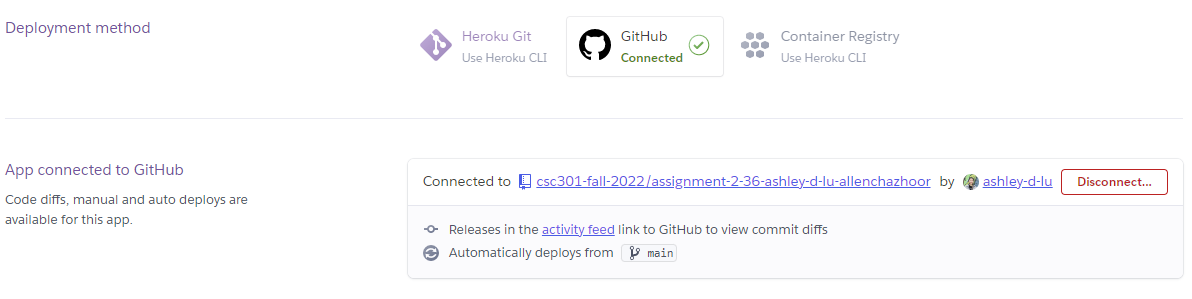 Deployment method
Heroku Git
Use Heroku CLI
GitHub
Connected
Container Registry
Use Heroku CLI
App connected to GitHub
Code diffs, manual and auto deploys are
available for this app.
Connected to csc301-fall-2022/assignment-2-36-ashley-d-lu-allenchazhoor by ashley-d-lu Disconnect...
Releases in the activity feed link to GitHub to view commit diffs
Automatically deploys from main